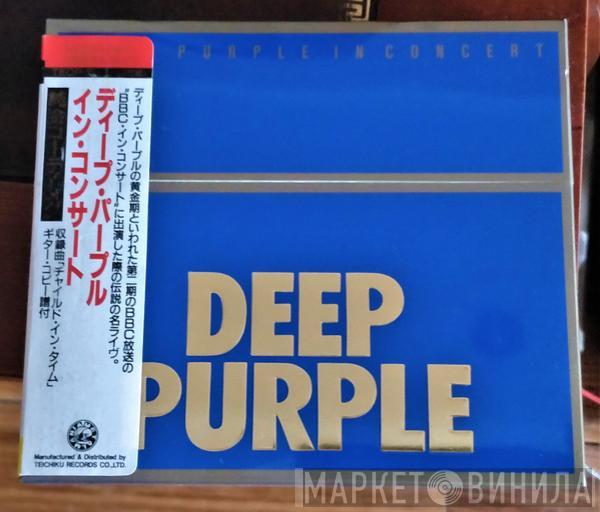 PURPLE IN CONCERT
ディープ・パープル
イン・コンサート
ディープ・パープルの黄金期といわれた第二期のBBC放送の
“BBC・イン・コンサート”に出演した際の伝説の名ライヴ。
収録曲「チャイルド・イン・タイム」
ギター・コピー譜付
Manufactured & Distributed by
TEICHIKU RECORDS CO.,LTD.
DEEP
PURPLE
МАРКЕТ ВИНИЛА